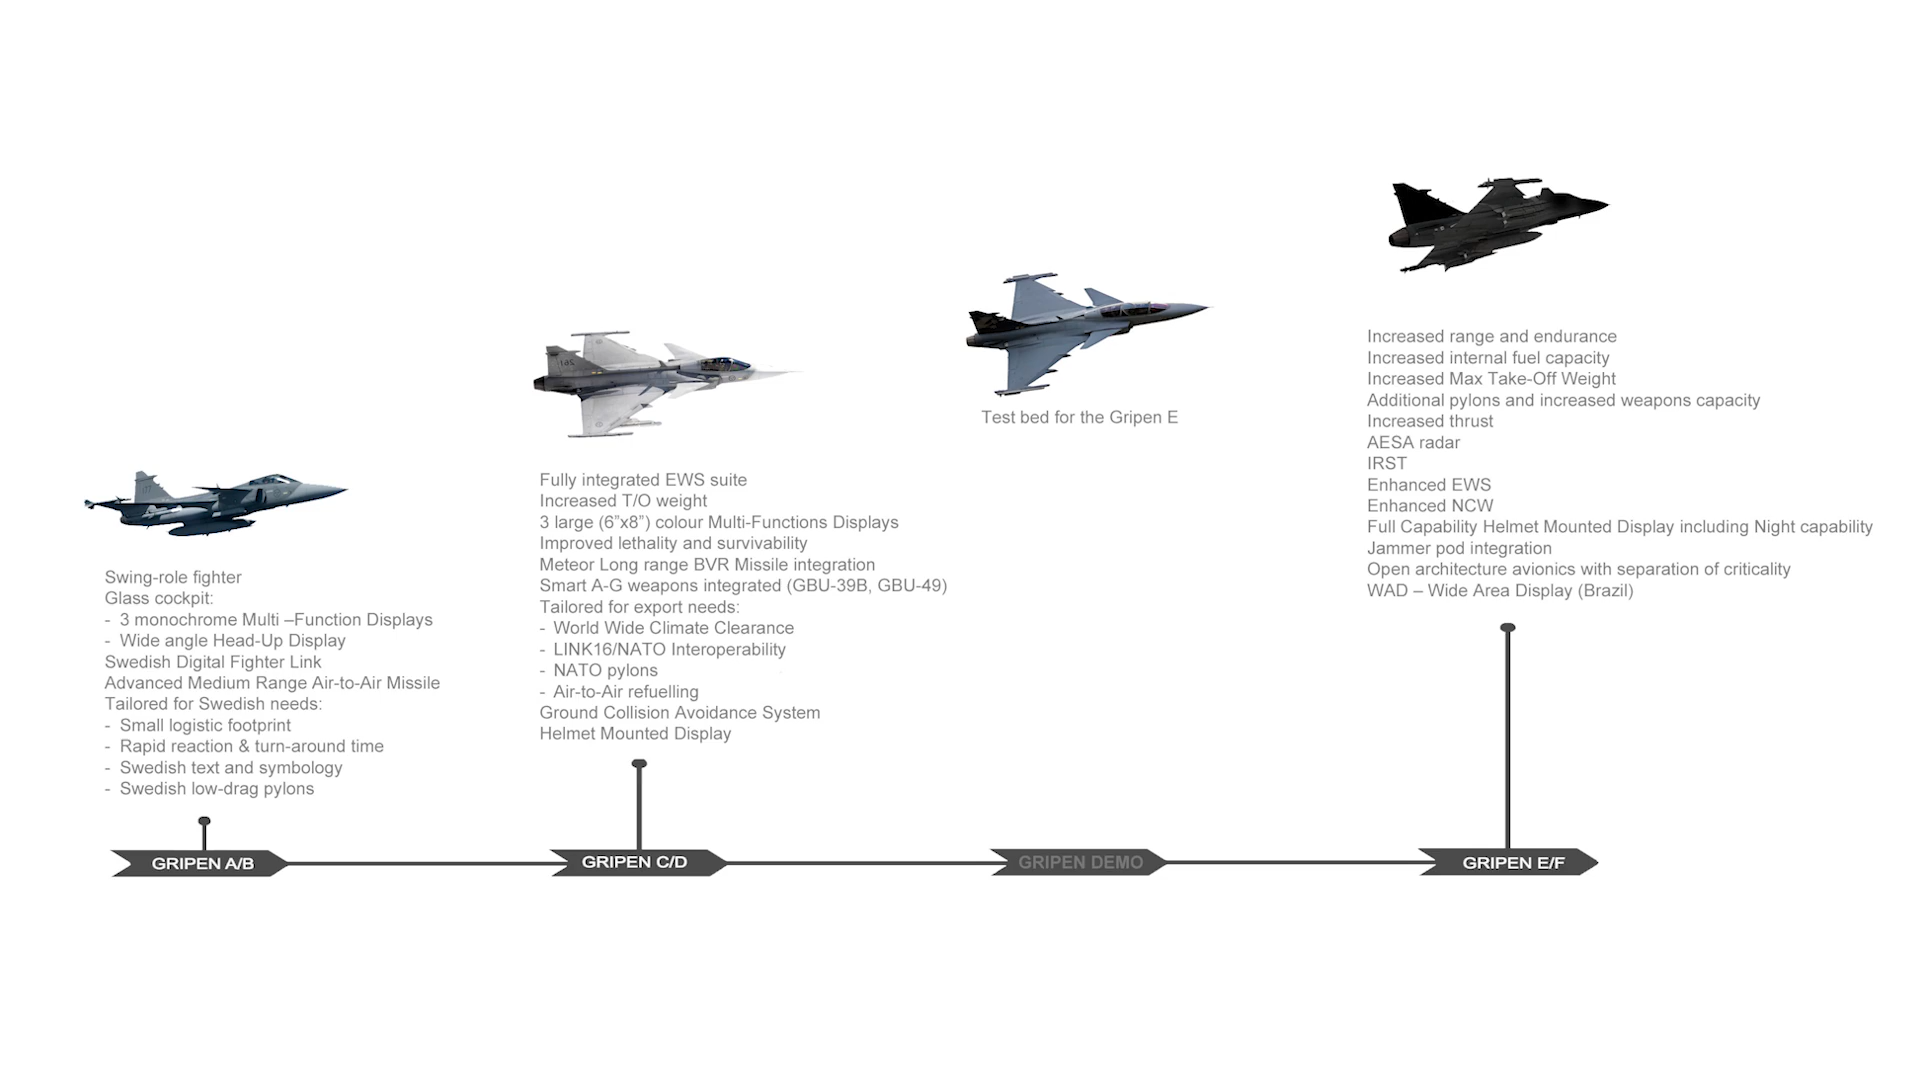 Swing-role fighter
Glass cockpit:
- 3 monochrome Multi –Function Displays
- Wide angle Head-Up Display
Swedish Digital Fighter Link
Advanced Medium Range Air-to-Air Missile
Tailored for Swedish needs:
- Small logistic footprint
- Rapid reaction & turn-around time
- Swedish text and symbology
- Swedish low-drag pylons
GRIPEN A/B
Fully integrated EWS suite
Increased T/O weight
3 large (6”x8”) colour Multi-Functions Displays
Improved lethality and survivability
Meteor Long range BVR Missile integration
Smart A-G weapons integrated (GBU-39B, GBU-49)
Tailored for export needs:
- World Wide Climate Clearance
- LINK16/NATO Interoperability
- NATO pylons
- Air-to-Air refuelling
Ground Collision Avoidance System
Helmet Mounted Display
GRIPEN C/D
Test bed for the Gripen E
GRIPEN DEMO
Increased range and endurance
Increased internal fuel capacity
Increased Max Take-Off Weight
Additional pylons and increased weapons capacity
Increased thrust
AESA radar
IRST
Enhanced EWS
Enhanced NCW
Full Capability Helmet Mounted Display including Night capability
Jammer pod integration
Open architecture avionics with separation of criticality
WAD – Wide Area Display (Brazil)
GRIPEN E/F